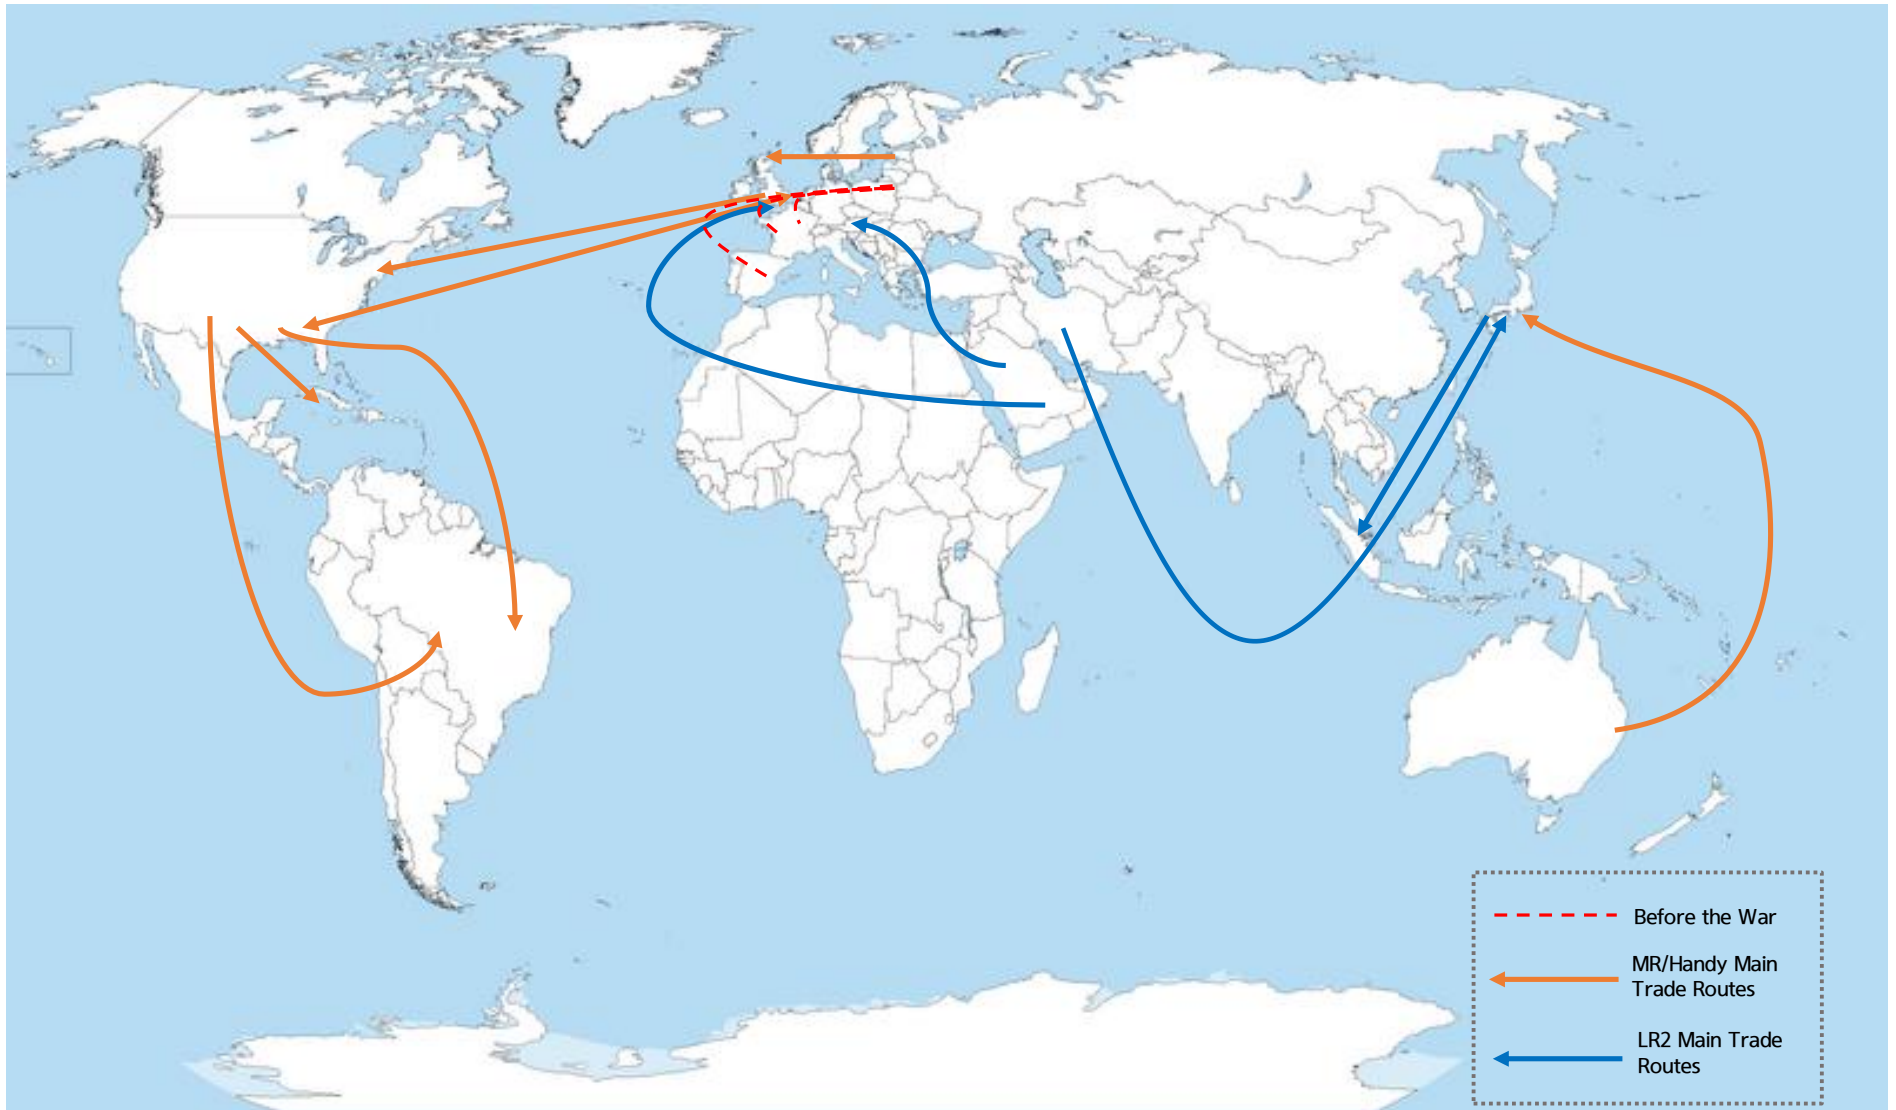 Before the War
MR/Handy Main
Trade Routes
LR2 Main Trade
Routes